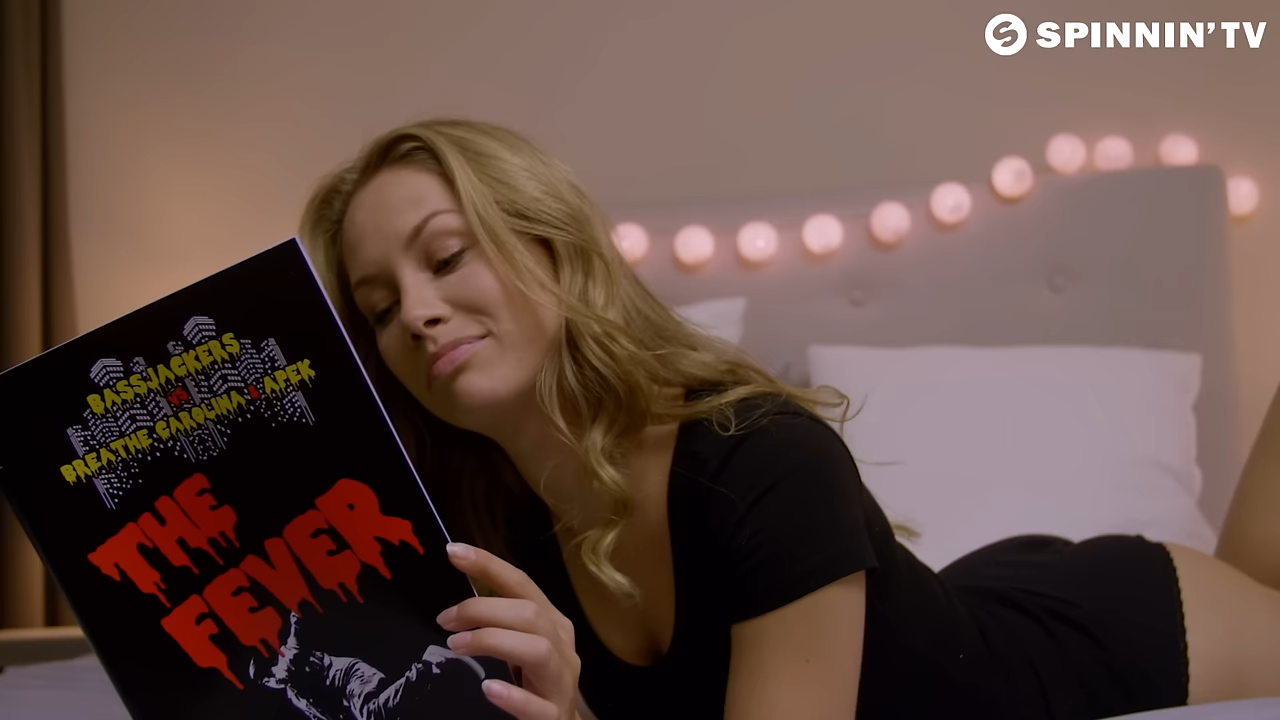 SPINNIN'TV
BASSJACKERS
VS
BREATHE CAROLINA & APEK
THE
FEVER